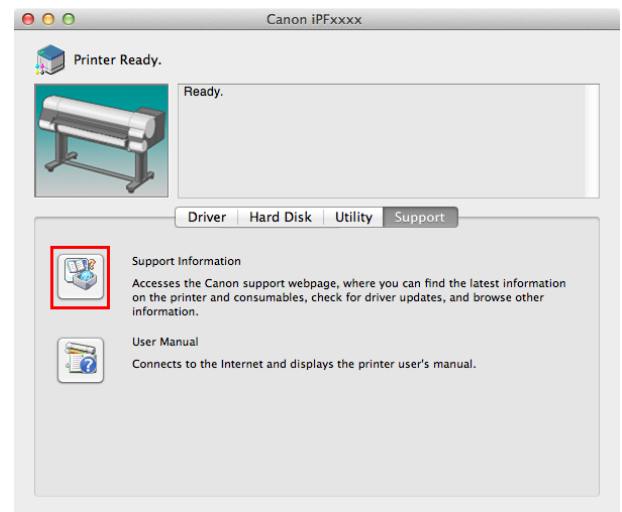 Canon iPFxxxx
Printer Ready.
Ready.
Driver Hard Disk Utility Support
Support Information
Accesses the Canon support webpage, where you can find the latest information
on the printer and consumables, check for driver updates, and browse other
information.
User Manual
Connects to the Internet and displays the printer user's manual.